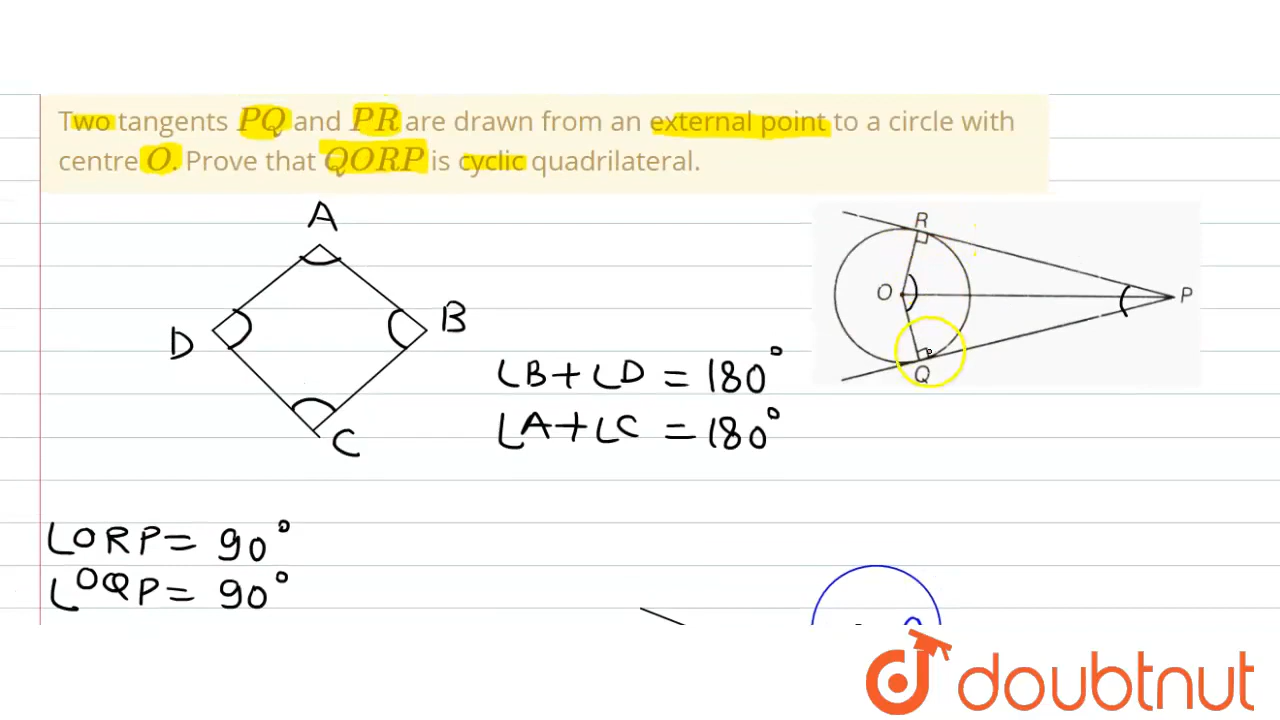 Two tangents PQ and PR are drawn from an external point to a circle with
centre O. Prove that QORP is cyclic quadrilateral.
A
B
D
C
∠B+∠D = 180°
∠A+∠C = 180°
R
O
P
Q
∠ORP = 90°
∠OQP = 90°
doubtnut